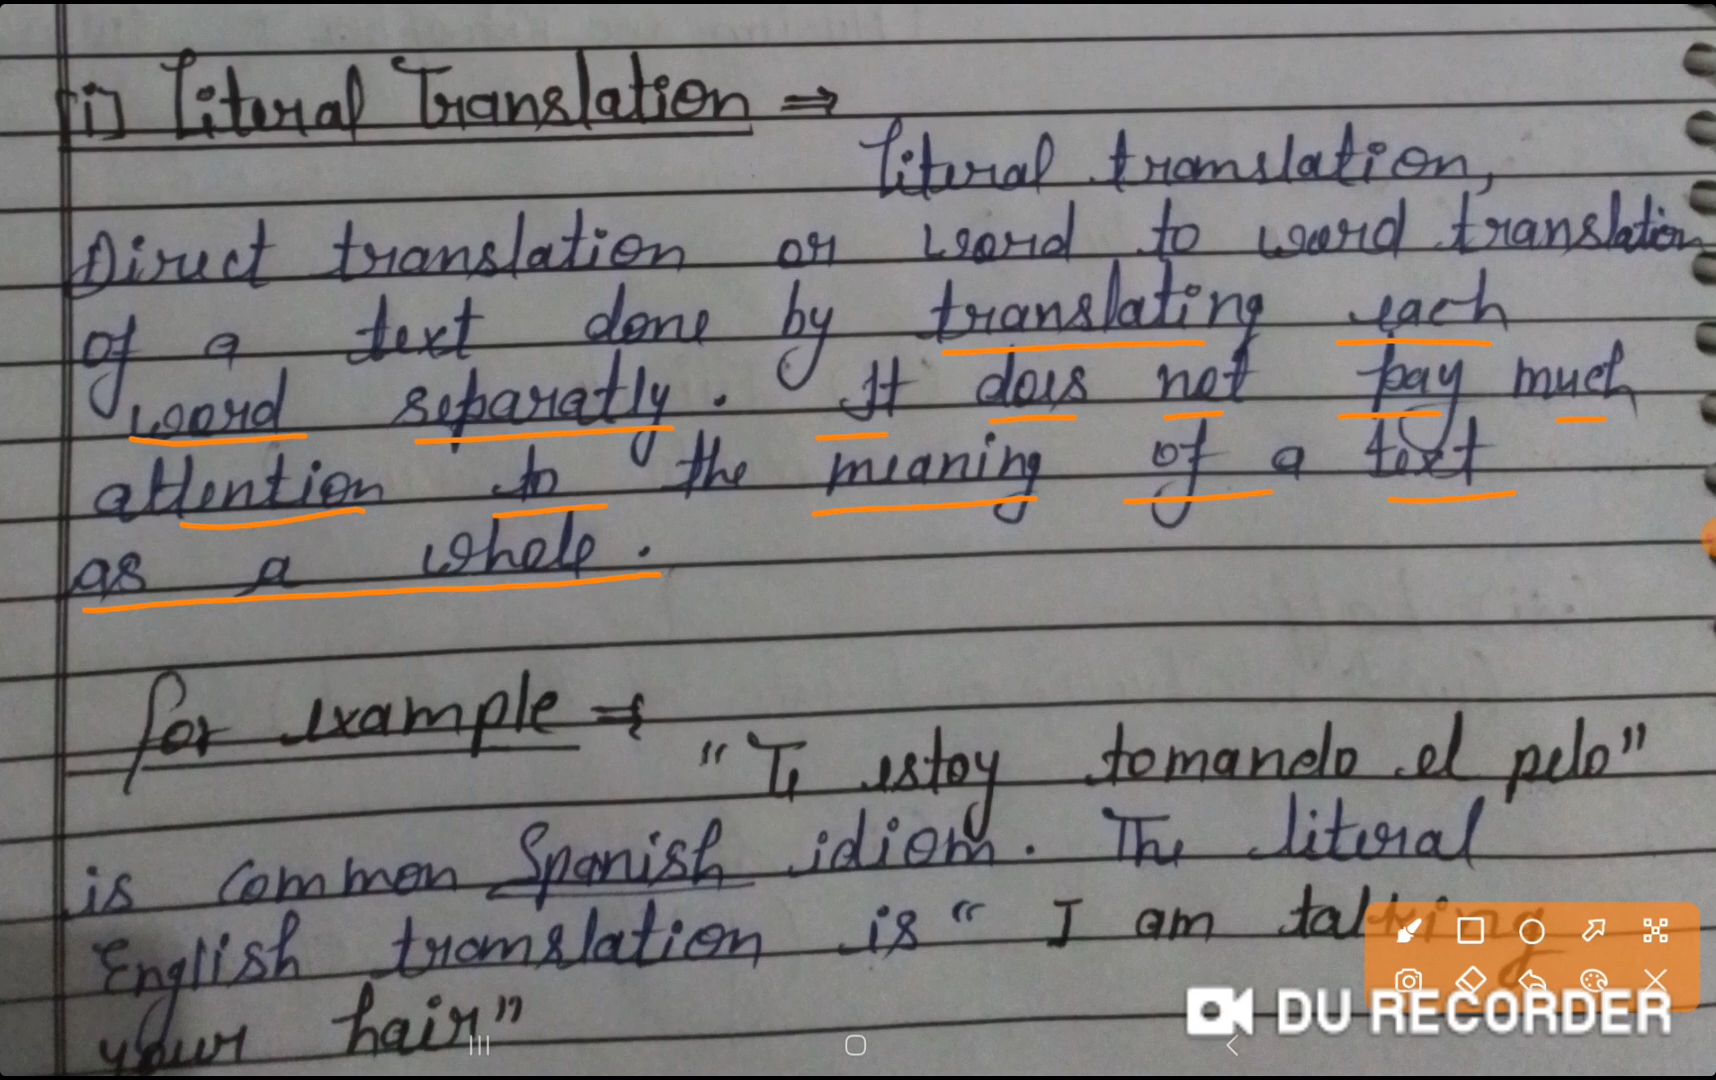 i) Literal Translation ⇒
literal translation,
Direct translation or word to word translation
of a text done by translating each
word separatly. It does not pay much
attention to the meaning of a text
as a whole.
for example ⇒
"Te estoy tomando el pelo"
is common Spanish idiom. The literal
English translation is " I am talking
your hair"
DU RECORDER